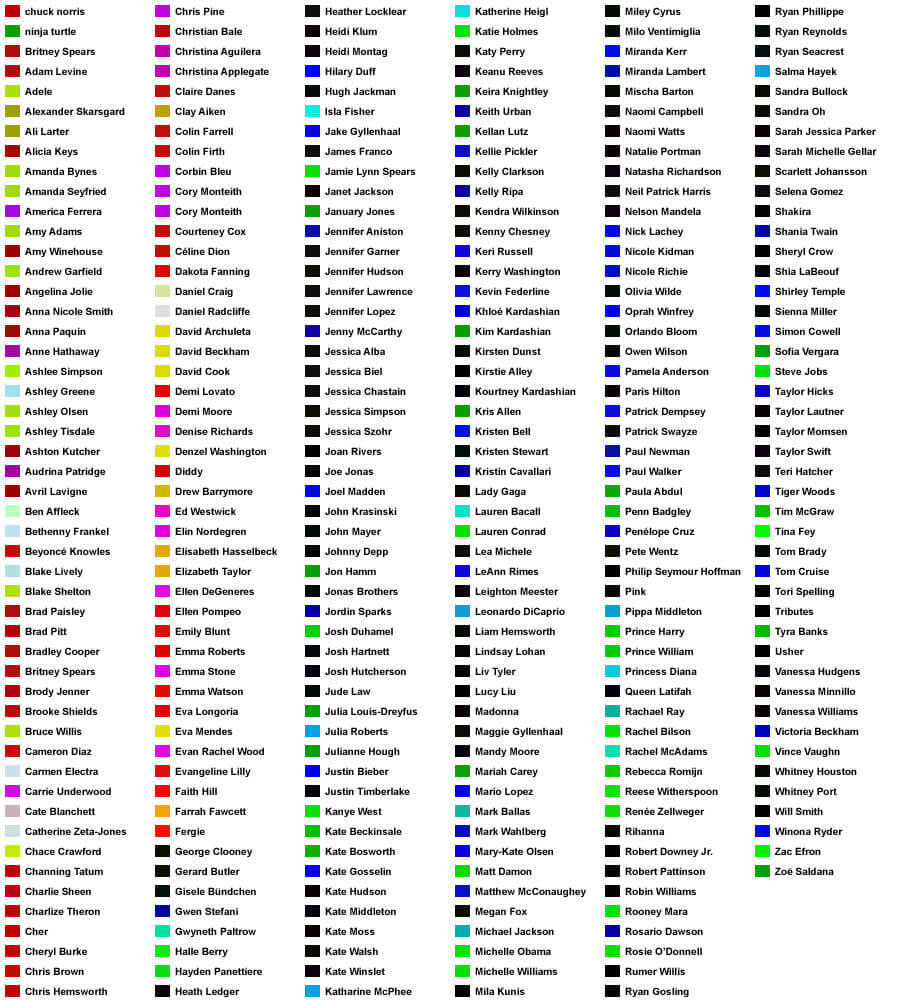 chuck norris
ninja turtle
Britney Spears
Adam Levine
Adele
Alexander Skarsgard
Ali Larter
Alicia Keys
Amanda Bynes
Amanda Seyfried
America Ferrera
Amy Adams
Amy Winehouse
Andrew Garfield
Angelina Jolie
Anna Nicole Smith
Anna Paquin
Anne Hathaway
Ashlee Simpson
Ashley Greene
Ashley Olsen
Ashley Tisdale
Ashton Kutcher
Audrina Patridge
Avril Lavigne
Ben Affleck
Bethenny Frankel
Beyoncé Knowles
Blake Lively
Blake Shelton
Brad Paisley
Brad Pitt
Bradley Cooper
Britney Spears
Brody Jenner
Brooke Shields
Bruce Willis
Cameron Diaz
Carmen Electra
Carrie Underwood
Cate Blanchett
Catherine Zeta-Jones
Chace Crawford
Channing Tatum
Charlie Sheen
Charlize Theron
Cher
Cheryl Burke
Chris Brown
Chris Hemsworth
Chris Pine
Christian Bale
Christina Aguilera
Christina Applegate
Claire Danes
Clay Aiken
Colin Farrell
Colin Firth
Corbin Bleu
Cory Monteith
Cory Monteith
Courteney Cox
Céline Dion
Dakota Fanning
Daniel Craig
Daniel Radcliffe
David Archuleta
David Beckham
David Cook
Demi Lovato
Demi Moore
Denise Richards
Denzel Washington
Diddy
Drew Barrymore
Ed Westwick
Elin Nordegren
Elisabeth Hasselbeck
Elizabeth Taylor
Ellen DeGeneres
Ellen Pompeo
Emily Blunt
Emma Roberts
Emma Stone
Emma Watson
Eva Longoria
Eva Mendes
Evan Rachel Wood
Evangeline Lilly
Faith Hill
Farrah Fawcett
Fergie
George Clooney
Gerard Butler
Gisele Bündchen
Gwen Stefani
Gwyneth Paltrow
Halle Berry
Hayden Panettiere
Heath Ledger
Heather Locklear
Heidi Klum
Heidi Montag
Hilary Duff
Hugh Jackman
Isla Fisher
Jake Gyllenhaal
James Franco
Jamie Lynn Spears
Janet Jackson
January Jones
Jennifer Aniston
Jennifer Garner
Jennifer Hudson
Jennifer Lawrence
Jennifer Lopez
Jenny McCarthy
Jessica Alba
Jessica Biel
Jessica Chastain
Jessica Simpson
Jessica Szohr
Joan Rivers
Joe Jonas
Joel Madden
John Krasinski
John Mayer
Johnny Depp
Jon Hamm
Jonas Brothers
Jordin Sparks
Josh Duhamel
Josh Hartnett
Josh Hutcherson
Jude Law
Julia Louis-Dreyfus
Julia Roberts
Julianne Hough
Justin Bieber
Justin Timberlake
Kanye West
Kate Beckinsale
Kate Bosworth
Kate Gosselin
Kate Hudson
Kate Middleton
Kate Moss
Kate Walsh
Kate Winslet
Katharine McPhee
Katherine Heigl
Katie Holmes
Katy Perry
Keanu Reeves
Keira Knightley
Keith Urban
Kellan Lutz
Kellie Pickler
Kelly Clarkson
Kelly Ripa
Kendra Wilkinson
Kenny Chesney
Keri Russell
Kerry Washington
Kevin Federline
Khloé Kardashian
Kim Kardashian
Kirsten Dunst
Kirstie Alley
Kourtney Kardashian
Kris Allen
Kristen Bell
Kristen Stewart
Kristin Cavallari
Lady Gaga
Lauren Bacall
Lauren Conrad
Lea Michele
LeAnn Rimes
Leighton Meester
Leonardo DiCaprio
Liam Hemsworth
Lindsay Lohan
Liv Tyler
Lucy Liu
Madonna
Maggie Gyllenhaal
Mandy Moore
Mariah Carey
Mario Lopez
Mark Ballas
Mark Wahlberg
Mary-Kate Olsen
Matt Damon
Matthew McConaughey
Megan Fox
Michael Jackson
Michelle Obama
Michelle Williams
Mila Kunis
Miley Cyrus
Milo Ventimiglia
Miranda Kerr
Miranda Lambert
Mischa Barton
Naomi Campbell
Naomi Watts
Natalie Portman
Natasha Richardson
Neil Patrick Harris
Nelson Mandela
Nick Lachey
Nicole Kidman
Nicole Richie
Olivia Wilde
Oprah Winfrey
Orlando Bloom
Owen Wilson
Pamela Anderson
Paris Hilton
Patrick Dempsey
Patrick Swayze
Paul Newman
Paul Walker
Paula Abdul
Penn Badgley
Penélope Cruz
Pete Wentz
Philip Seymour Hoffman
Pink
Pippa Middleton
Prince Harry
Prince William
Princess Diana
Queen Latifah
Rachael Ray
Rachel Bilson
Rachel McAdams
Rebecca Romijn
Reese Witherspoon
Renée Zellweger
Rihanna
Robert Downey Jr.
Robert Pattinson
Robin Williams
Rooney Mara
Rosario Dawson
Rosie O'Donnell
Rumer Willis
Ryan Gosling
Ryan Phillippe
Ryan Reynolds
Ryan Seacrest
Salma Hayek
Sandra Bullock
Sandra Oh
Sarah Jessica Parker
Sarah Michelle Gellar
Scarlett Johansson
Selena Gomez
Shakira
Shania Twain
Sheryl Crow
Shia LaBeouf
Shirley Temple
Sienna Miller
Simon Cowell
Sofia Vergara
Steve Jobs
Taylor Hicks
Taylor Lautner
Taylor Momsen
Taylor Swift
Teri Hatcher
Tiger Woods
Tim McGraw
Tina Fey
Tom Brady
Tom Cruise
Tori Spelling
Tributes
Tyra Banks
Usher
Vanessa Hudgens
Vanessa Minnillo
Vanessa Williams
Victoria Beckham
Vince Vaughn
Whitney Houston
Whitney Port
Will Smith
Winona Ryder
Zac Efron
Zoë Saldana